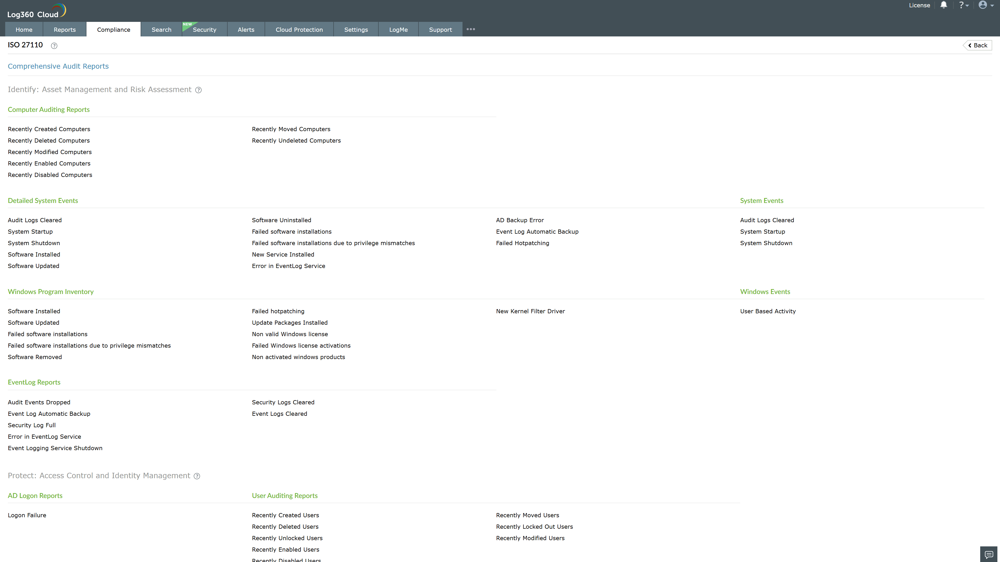 Log360 Cloud
License
?
Home
Reports
Compliance
Search
NEW
Security
Alerts
Cloud Protection
Settings
LogMe
Support
ISO 27110
?
Back
Comprehensive Audit Reports
Identify: Asset Management and Risk Assessment ?
Computer Auditing Reports
Recently Created Computers
Recently Deleted Computers
Recently Modified Computers
Recently Enabled Computers
Recently Disabled Computers
Recently Moved Computers
Recently Undeleted Computers
Detailed System Events
Audit Logs Cleared
System Startup
System Shutdown
Software Installed
Software Updated
Software Uninstalled
Failed software installations
Failed software installations due to privilege mismatches
New Service Installed
Error in EventLog Service
AD Backup Error
Event Log Automatic Backup
Failed Hotpatching
System Events
Audit Logs Cleared
System Startup
System Shutdown
Windows Program Inventory
Software Installed
Software Updated
Failed software installations
Failed software installations due to privilege mismatches
Software Removed
Failed hotpatching
Update Packages Installed
Non valid Windows license
Failed Windows license activations
Non activated windows products
New Kernel Filter Driver
Windows Events
User Based Activity
EventLog Reports
Audit Events Dropped
Event Log Automatic Backup
Security Log Full
Error in EventLog Service
Event Logging Service Shutdown
Security Logs Cleared
Event Logs Cleared
Protect: Access Control and Identity Management ?
AD Logon Reports
Logon Failure
User Auditing Reports
Recently Created Users
Recently Deleted Users
Recently Unlocked Users
Recently Enabled Users
Recently Disabled Users
Recently Moved Users
Recently Locked Out Users
Recently Modified Users